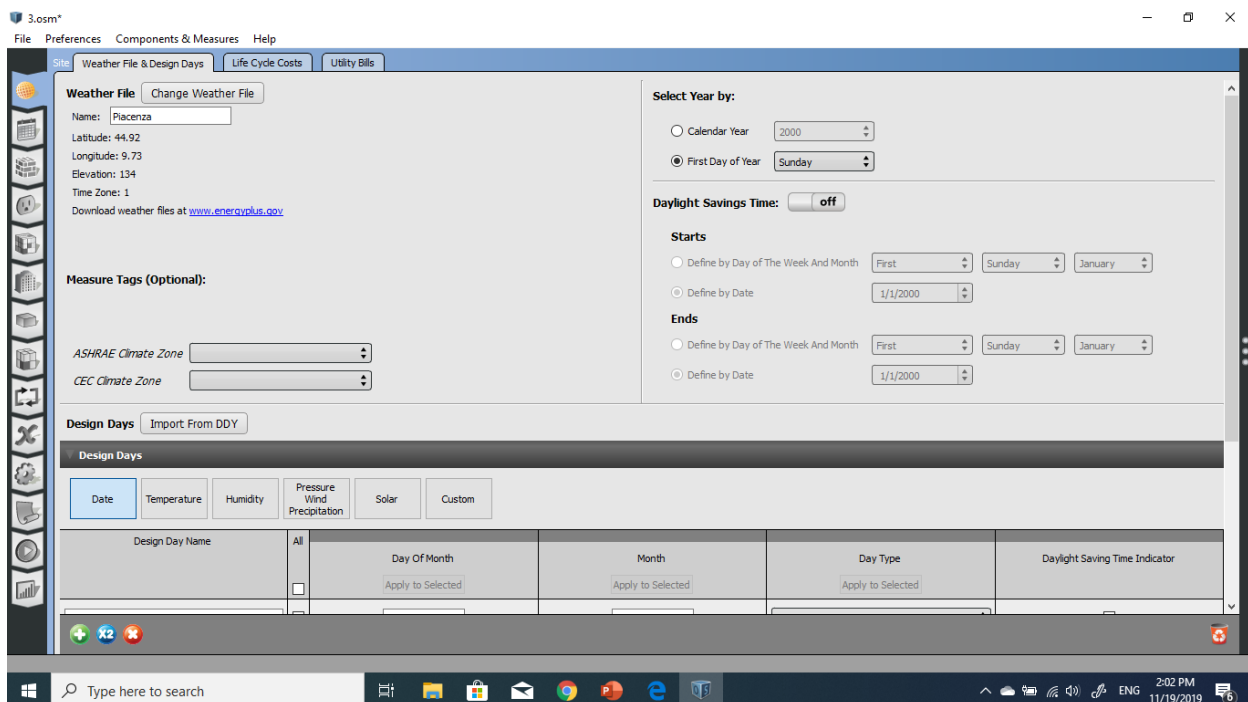 3.osm*
File Preferences Components & Measures Help
Site Weather File & Design Days Life Cycle Costs Utility Bills
Weather File Change Weather File
Name: Piacenza
Latitude: 44.92
Longitude: 9.73
Elevation: 134
Time Zone: 1
Download weather files at www.energyplus.gov
Measure Tags (Optional):
ASHRAE Climate Zone
CEC Climate Zone
Select Year by:
Calendar Year 2000
First Day of Year Sunday
Daylight Savings Time: off
Starts
Define by Day of The Week And Month First Sunday January
Define by Date 1/1/2000
Ends
Define by Day of The Week And Month First Sunday January
Define by Date 1/1/2000
Design Days Import From DDY
Design Days
Date Temperature Humidity Pressure Wind Precipitation Solar Custom
Design Day Name All Day Of Month Month Day Type Daylight Saving Time Indicator
Apply to Selected Apply to Selected Apply to Selected
X2
Type here to search
ENG
2:02 PM
11/19/2019
6